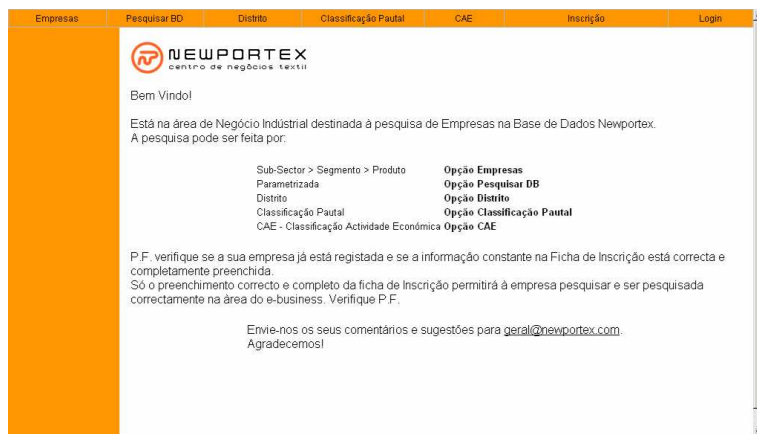 Empresas Pesquisar BD Distrito Classificação Pautal CAE Inscrição Login
NEWPORTEX
centro de negócios textil
Bem Vindo!
Está na área de Negócio Indústrial destinada à pesquisa de Empresas na Base de Dados Newportex.
A pesquisa pode ser feita por:
Sub-Sector > Segmento > Produto Opção Empresas
Parametrizada Opção Pesquisar DB
Distrito Opção Distrito
Classificação Pautal Opção Classificação Pautal
CAE - Classificação Actividade Económica Opção CAE
P.F. verifique se a sua empresa já está registada e se a informação constante na Ficha de Inscrição está correcta e
completamente preenchida.
Só o preenchimento correcto e completo da ficha de Inscrição permitirá à empresa pesquisar e ser pesquisada
correctamente na àrea do e-business. Verifique P.F.
Envie-nos os seus comentários e sugestões para geral@newportex.com.
Agradecemos!